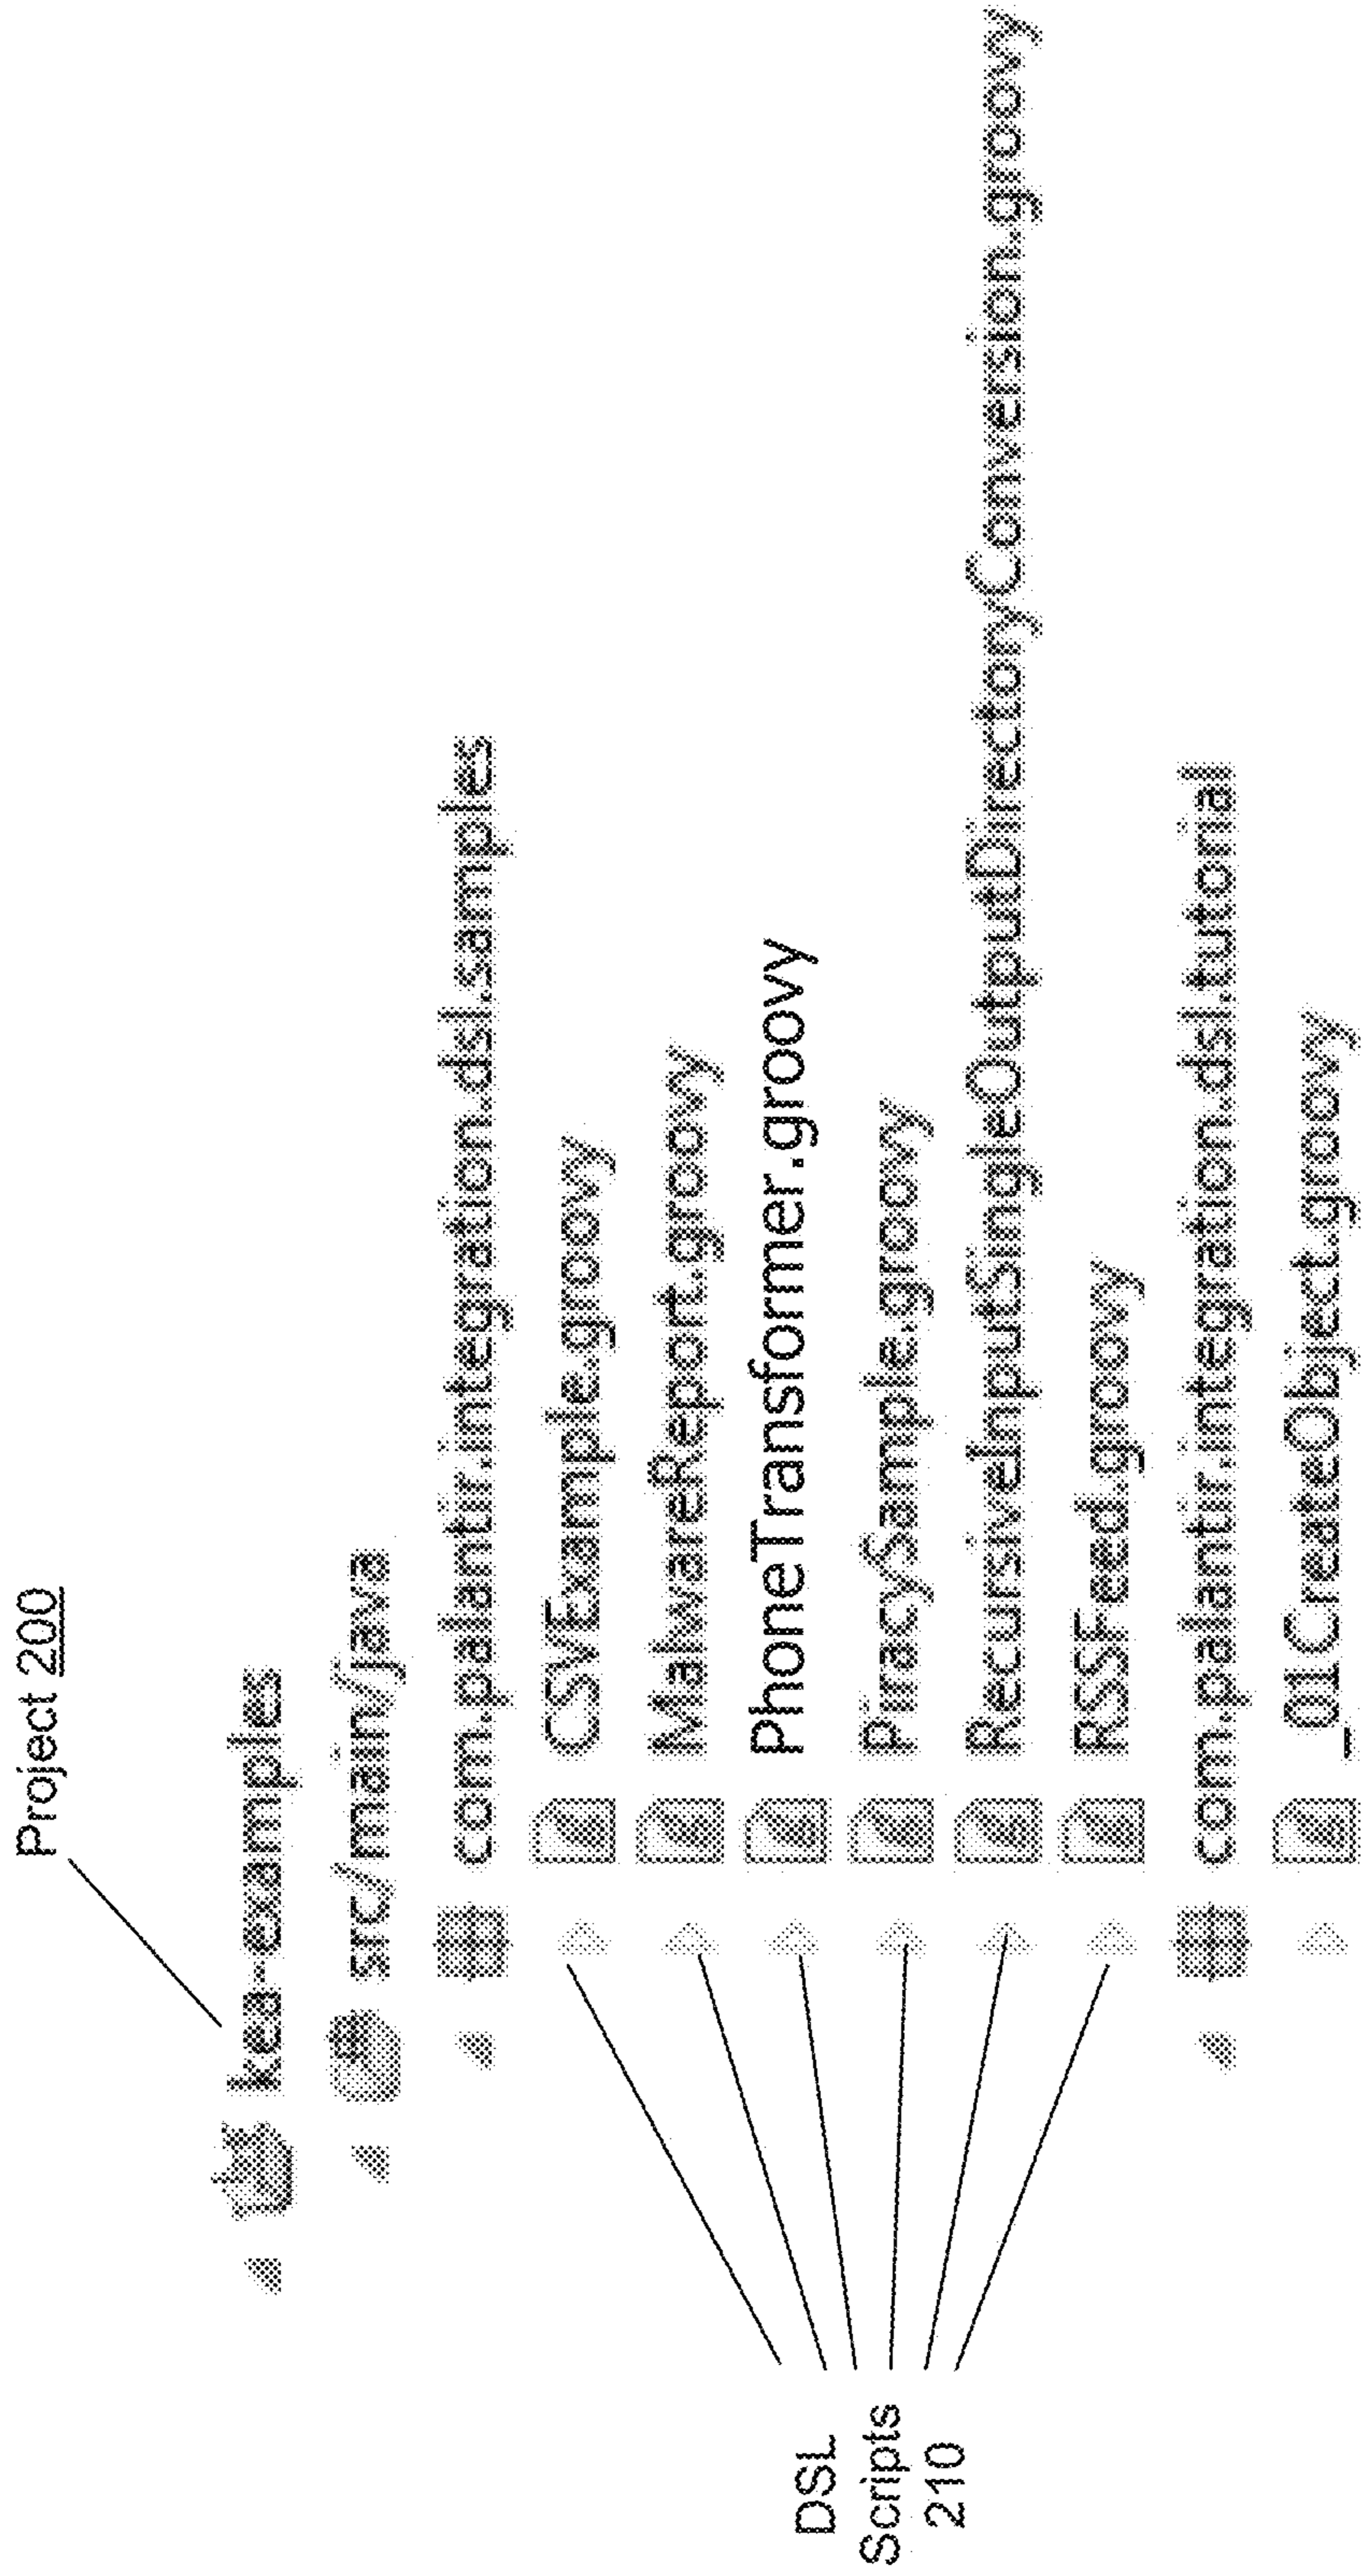 Project 200
kea-examples
src/main/java
com.palantir.integration.dsl.samples
CSVExample.groovy
MalwareReport.groovy
PhoneTransformer.groovy
PiracySample.groovy
RecursiveInputSingleOutputDirectoryConversion.groovy
RSSFeed.groovy
com.palantir.integration.dsl.tutorial
_01CreateObject.groovy
DSL
Scripts
210